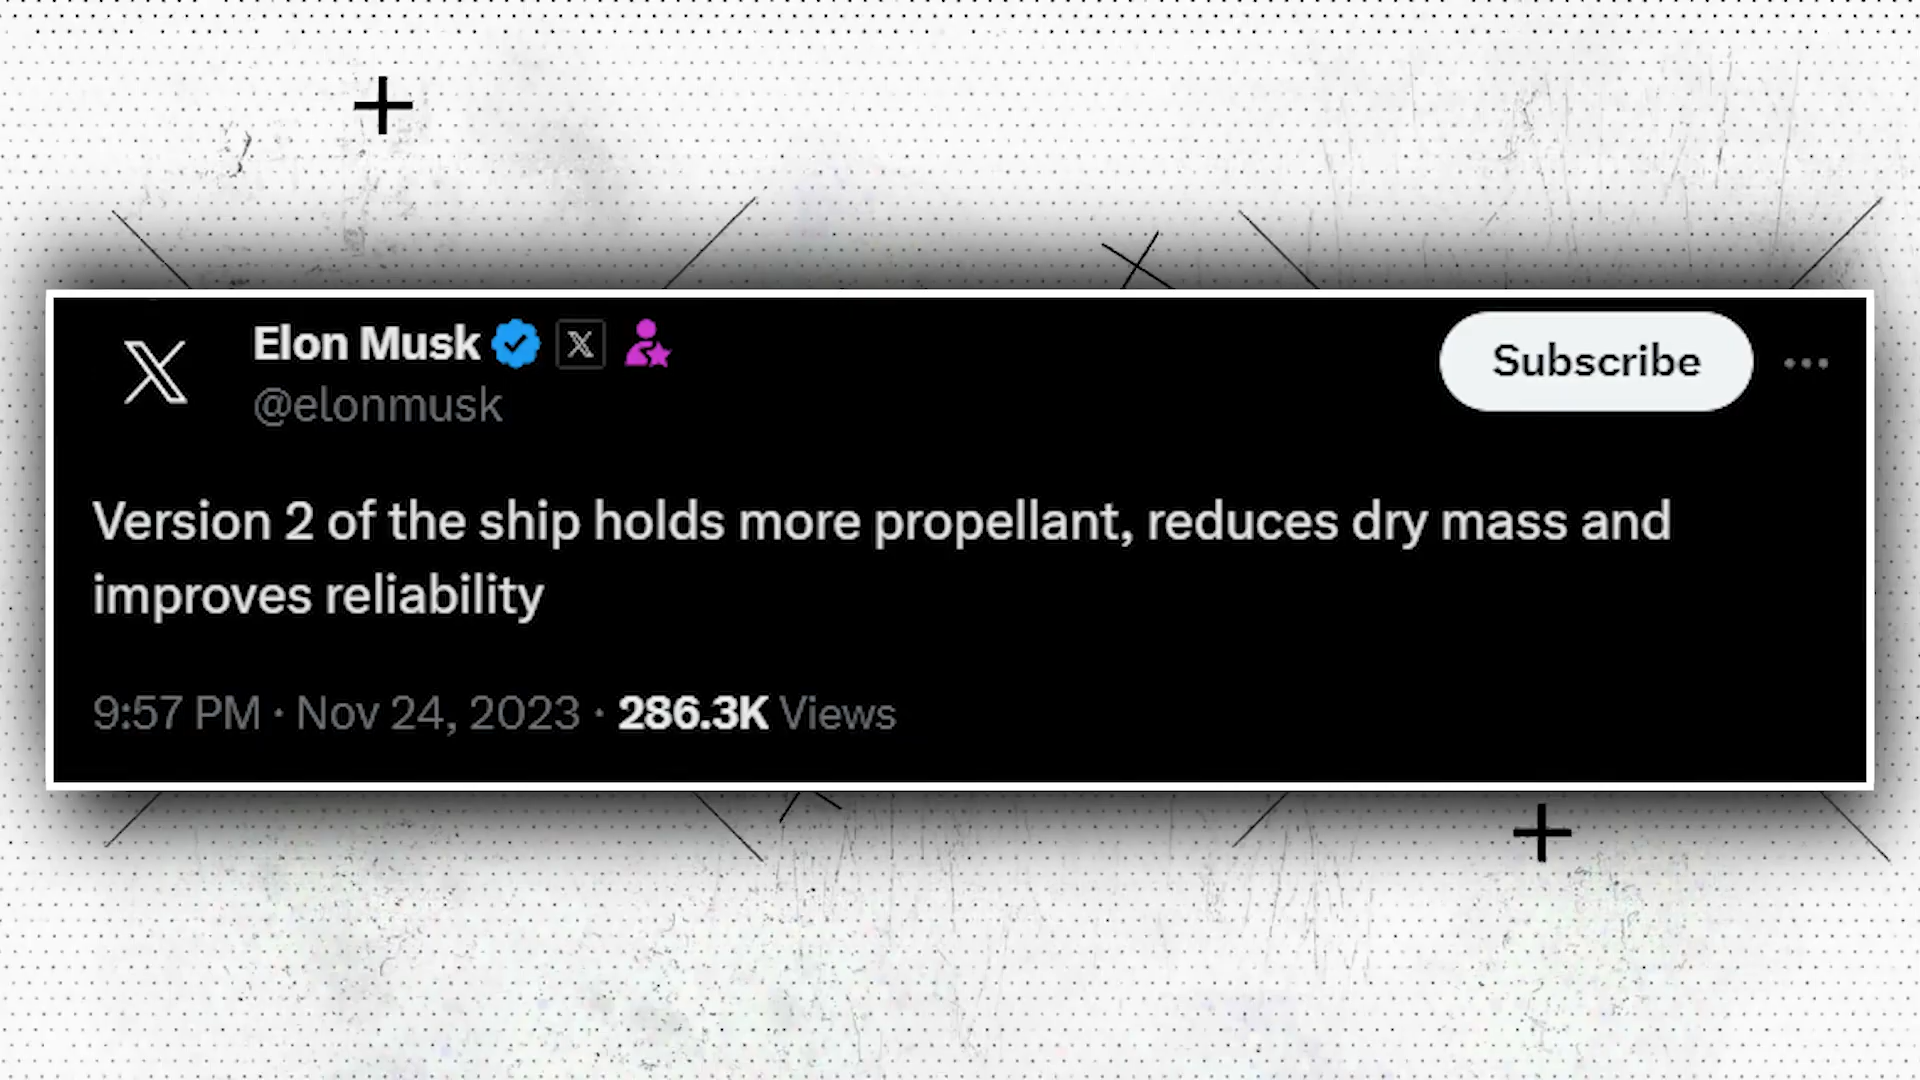 Elon Musk
@elonmusk
Subscribe
Version 2 of the ship holds more propellant, reduces dry mass and
improves reliability
9:57 PM · Nov 24, 2023 · 286.3K Views